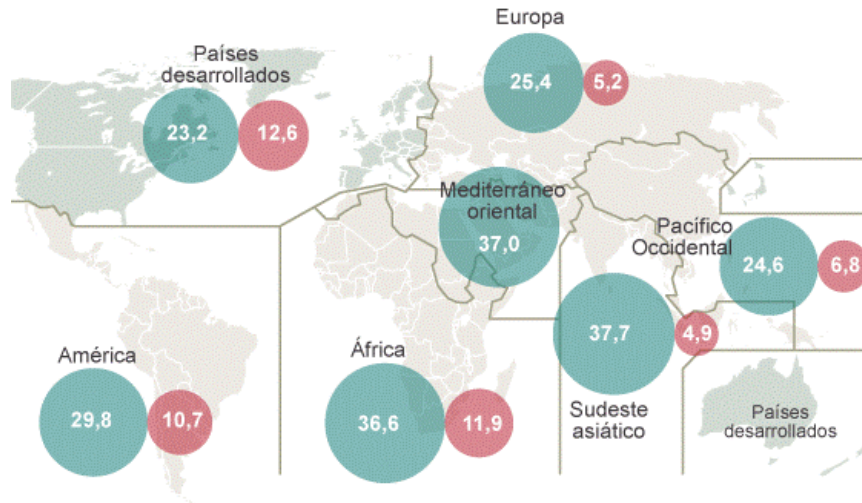 Europa
25,4
5,2
Países
desarrollados
23,2
12,6
Mediterráneo
oriental
37,0
Pacífico
Occidental
24,6
6,8
37,7
4,9
Sudeste
asiático
América
29,8
10,7
África
36,6
11,9
Países
desarrollados